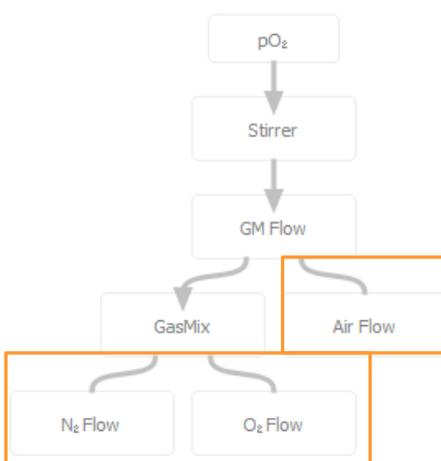 pO₂
Stirrer
GM Flow
GasMix
Air Flow
N₂ Flow
O₂ Flow